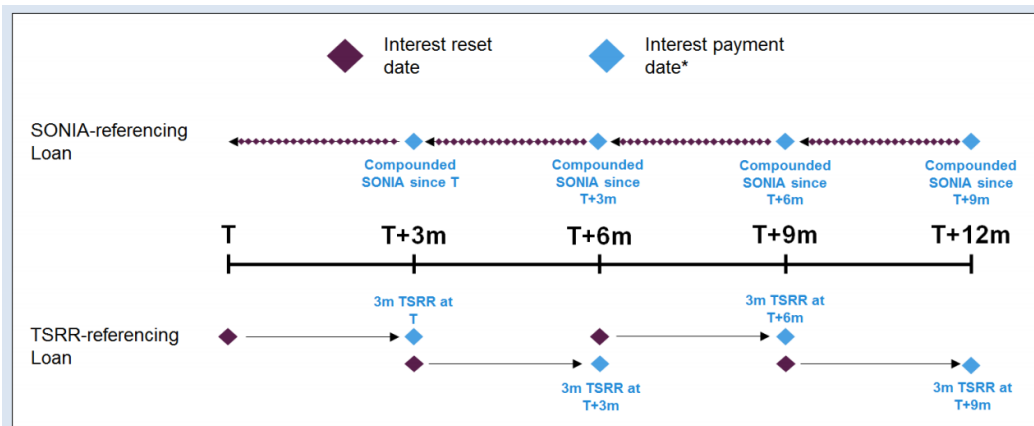 Interest reset
date
Interest payment
date*
SONIA-referencing
Loan
Compounded
SONIA since T
Compounded
SONIA since
T+3m
Compounded
SONIA since
T+6m
Compounded
SONIA since
T+9m
T
T+3m
T+6m
T+9m
T+12m
TSRR-referencing
Loan
3m TSRR at
T
3m TSRR at
T+6m
3m TSRR at
T+3m
3m TSRR at
T+9m